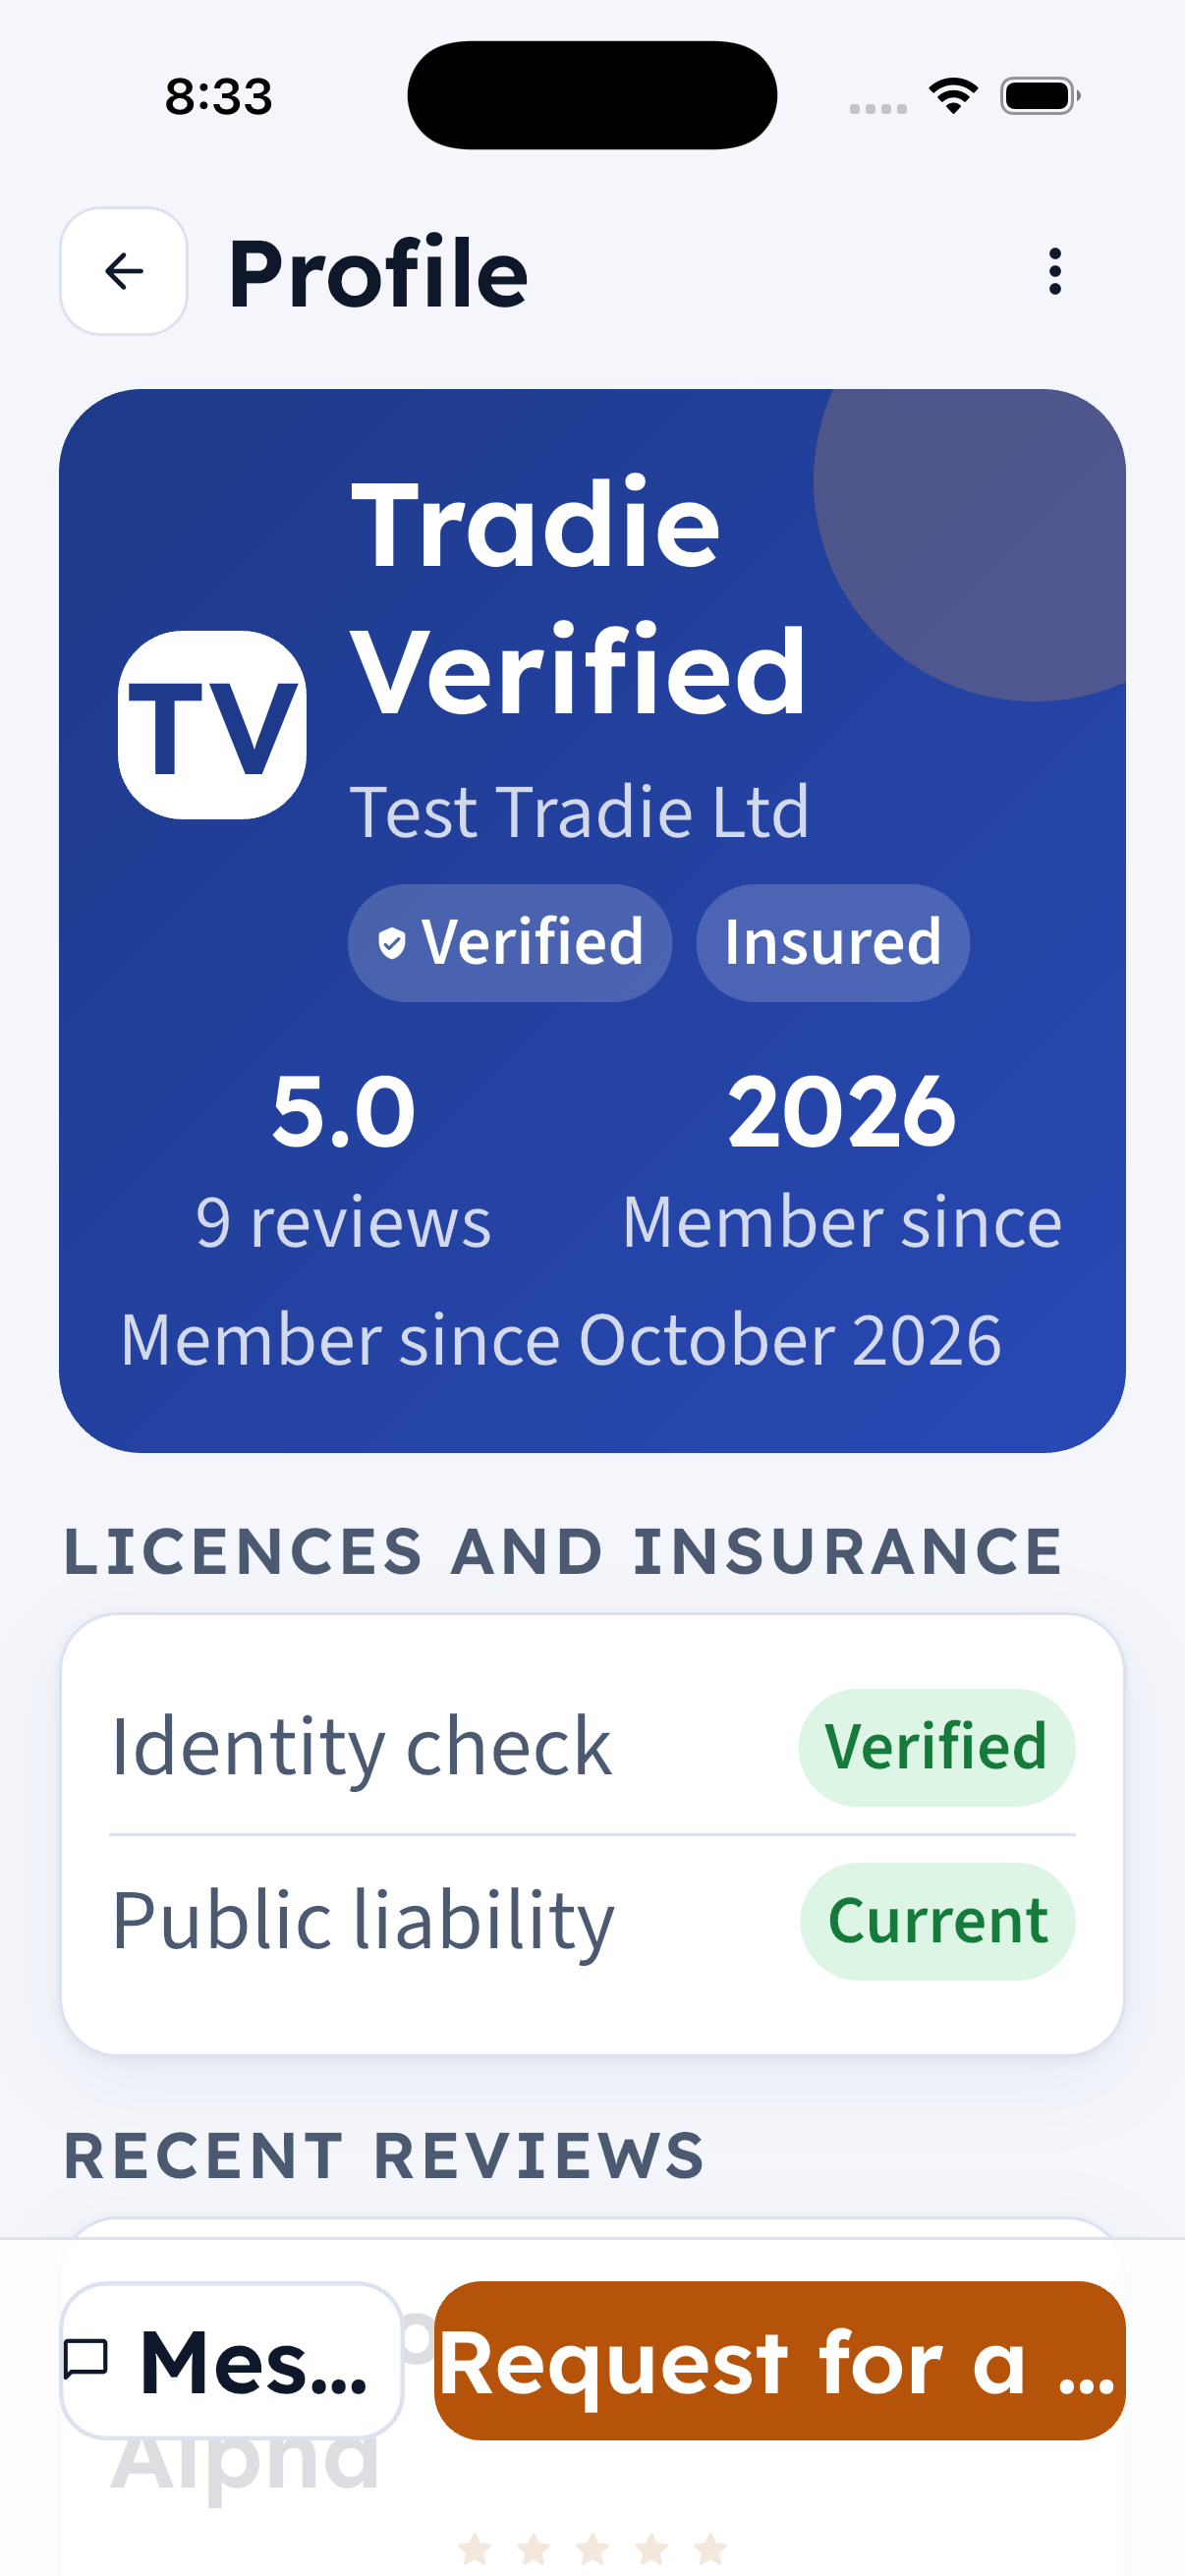 8:33
Profile
Tradie
Verified
TV
Test Tradie Ltd
Verified
Insured
5.0
2026
9 reviews
Member since
Member since October 2026
LICENCES AND INSURANCE
Identity check
Verified
Public liability
Current
RECENT REVIEWS
Mes...
Request for a ...
Alpha